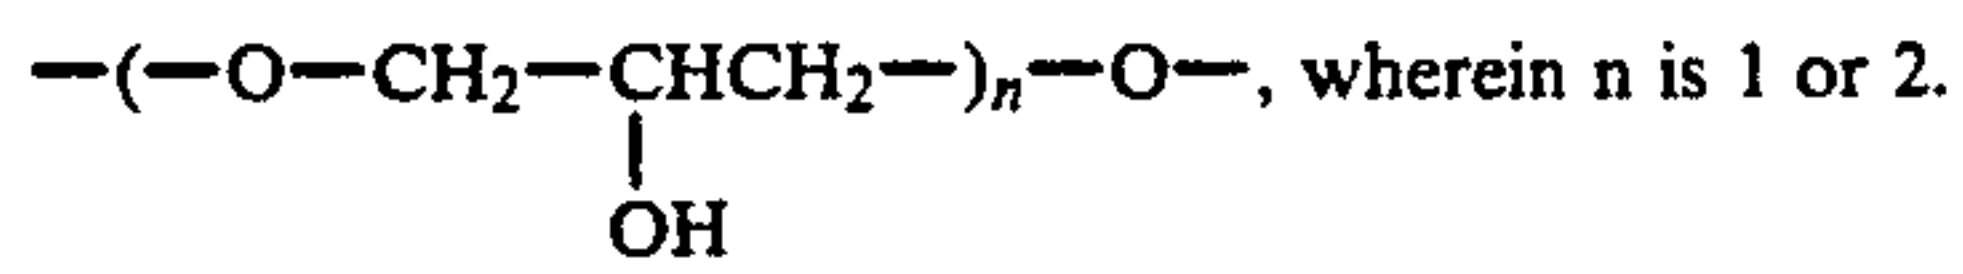 —(—O—CH₂—CHCH₂—)ₙ—O—, wherein n is 1 or 2.
OH